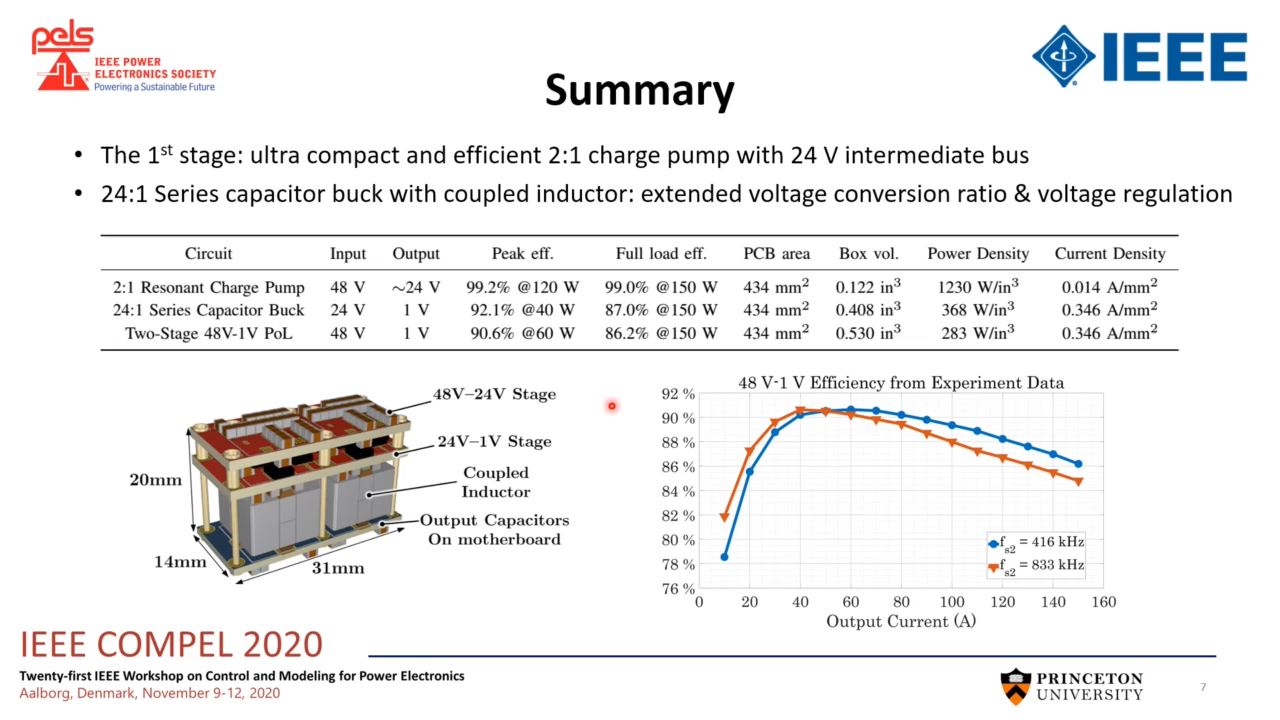 pels
IEEE POWER
ELECTRONICS SOCIETY
Powering a Sustainable Future
IEEE
Summary
• The 1st stage: ultra compact and efficient 2:1 charge pump with 24 V intermediate bus
• 24:1 Series capacitor buck with coupled inductor: extended voltage conversion ratio & voltage regulation
Circuit Input Output Peak eff. Full load eff. PCB area Box vol. Power Density Current Density
2:1 Resonant Charge Pump 48 V ~24 V 99.2% @120 W 99.0% @150 W 434 mm² 0.122 in³ 1230 W/in³ 0.014 A/mm²
24:1 Series Capacitor Buck 24 V 1 V 92.1% @40 W 87.0% @150 W 434 mm² 0.408 in³ 368 W/in³ 0.346 A/mm²
Two-Stage 48V-1V PoL 48 V 1 V 90.6% @60 W 86.2% @150 W 434 mm² 0.530 in³ 283 W/in³ 0.346 A/mm²
48V–24V Stage
24V–1V Stage
Coupled
Inductor
Output Capacitors
On motherboard
20mm
14mm
31mm
48 V-1 V Efficiency from Experiment Data
92 %
90 %
88 %
86 %
84 %
82 %
80 %
78 %
76 %
0 20 40 60 80 100 120 140 160
Output Current (A)
fs2 = 416 kHz
fs2 = 833 kHz
IEEE COMPEL 2020
Twenty-first IEEE Workshop on Control and Modeling for Power Electronics
Aalborg, Denmark, November 9-12, 2020
PRINCETON
UNIVERSITY
7